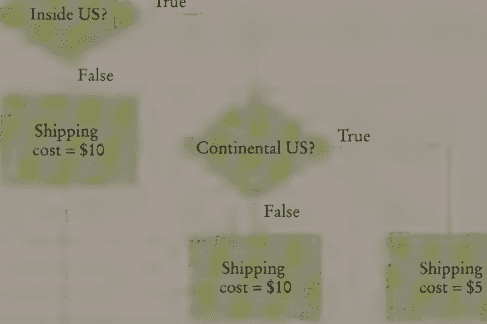 True
Inside US?
False
Shipping
cost = $10
Continental US?
True
False
Shipping
cost = $10
Shipping
cost = $5